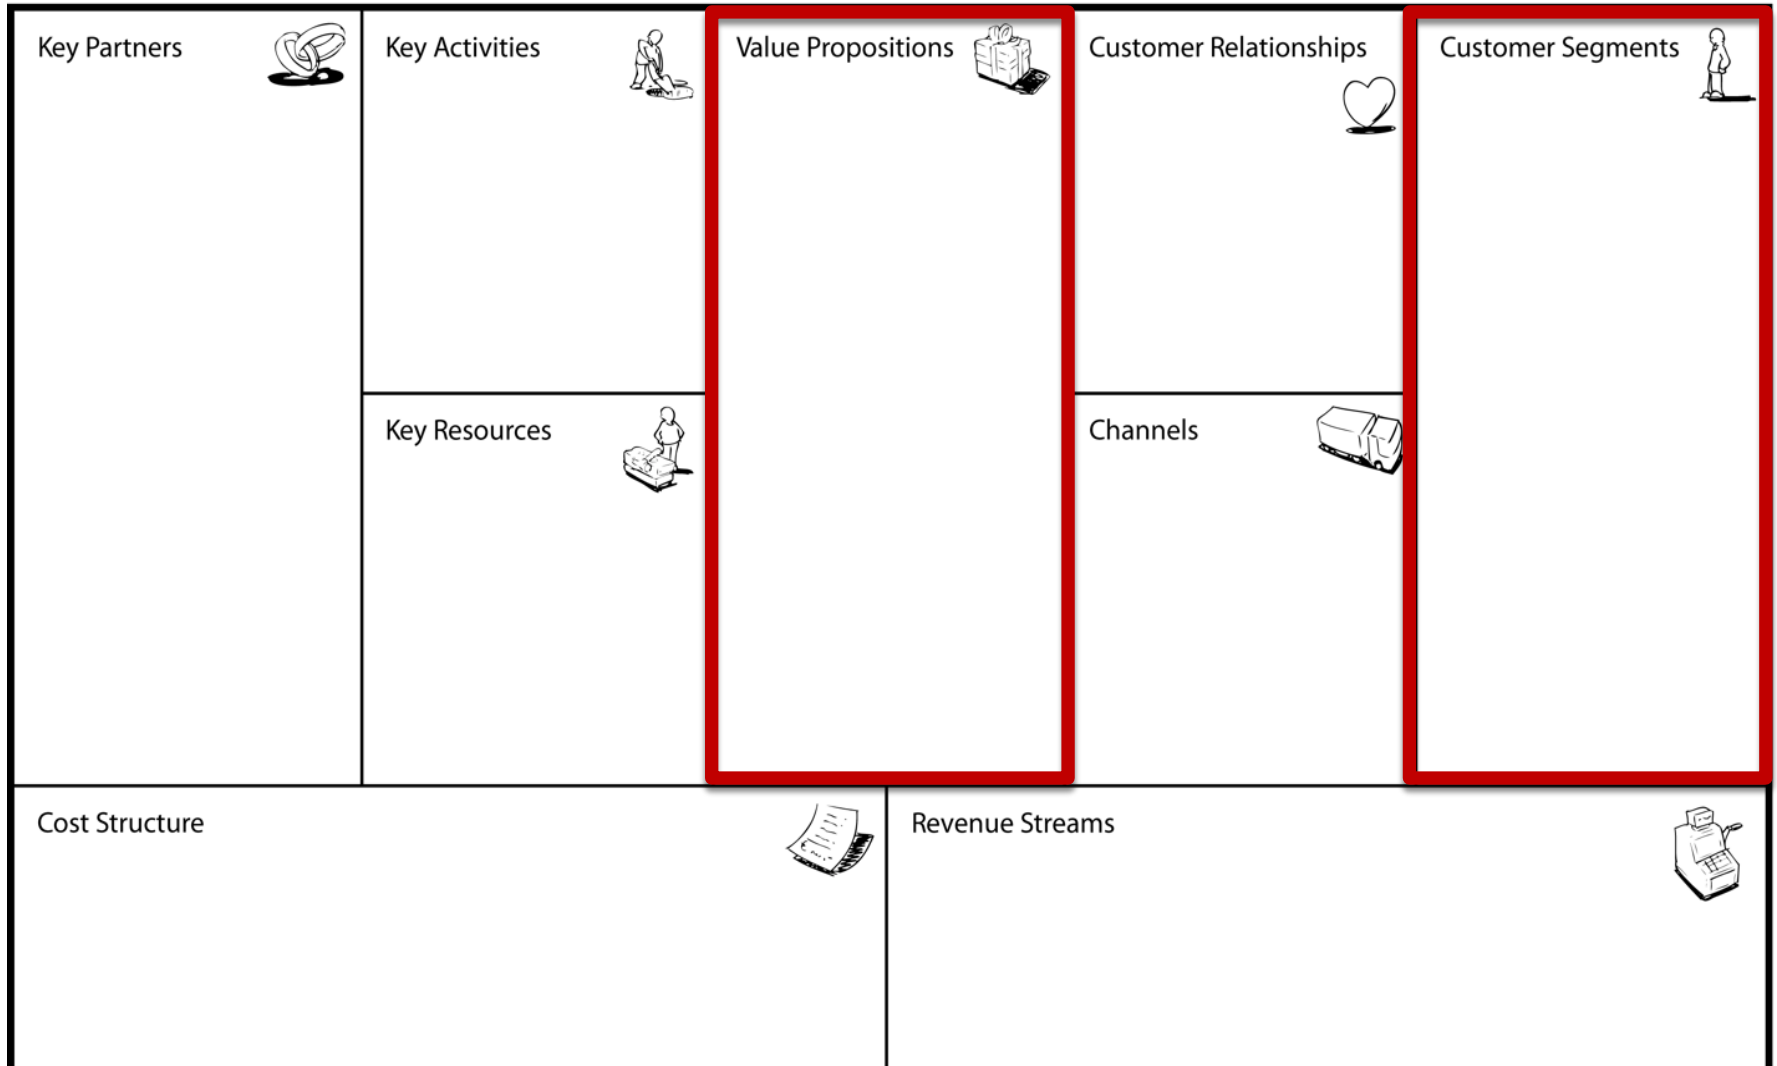 Key Partners
Key Activities
Value Propositions
Customer Relationships
Customer Segments
Key Resources
Channels
Cost Structure
Revenue Streams